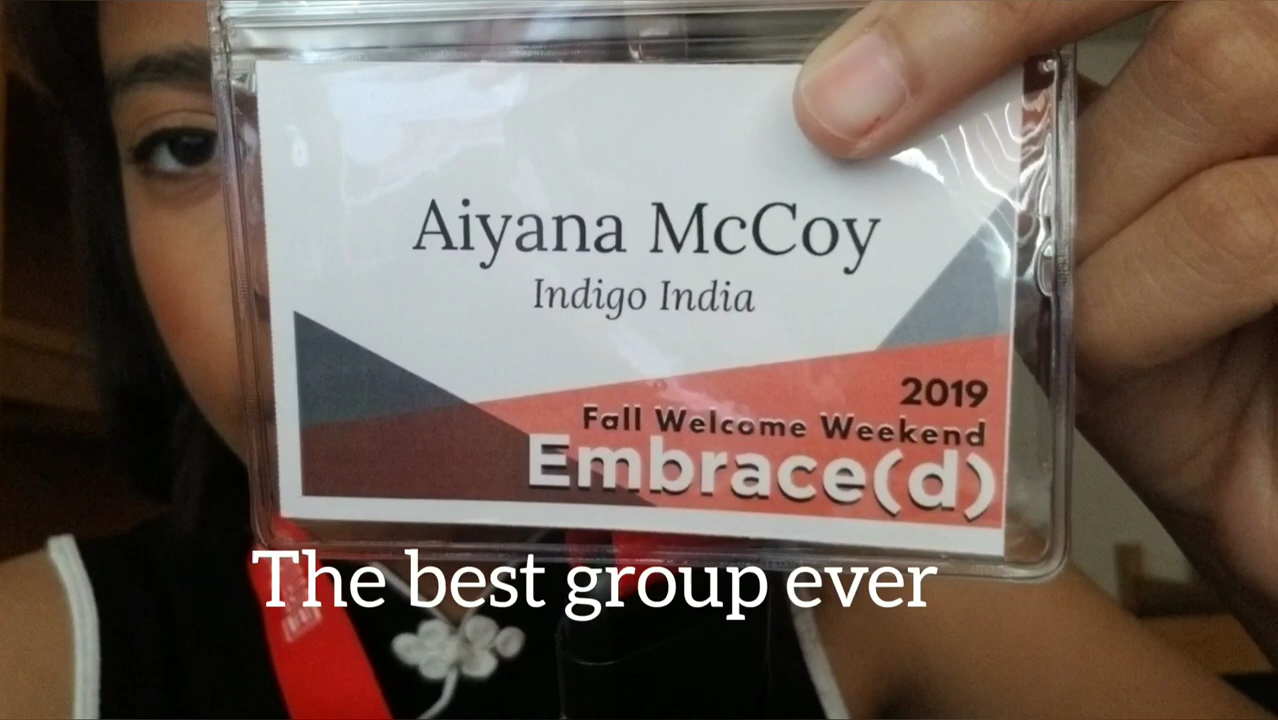 Aiyana McCoy
Indigo India
2019
Fall Welcome Weekend
Embrace(d)
The best group ever